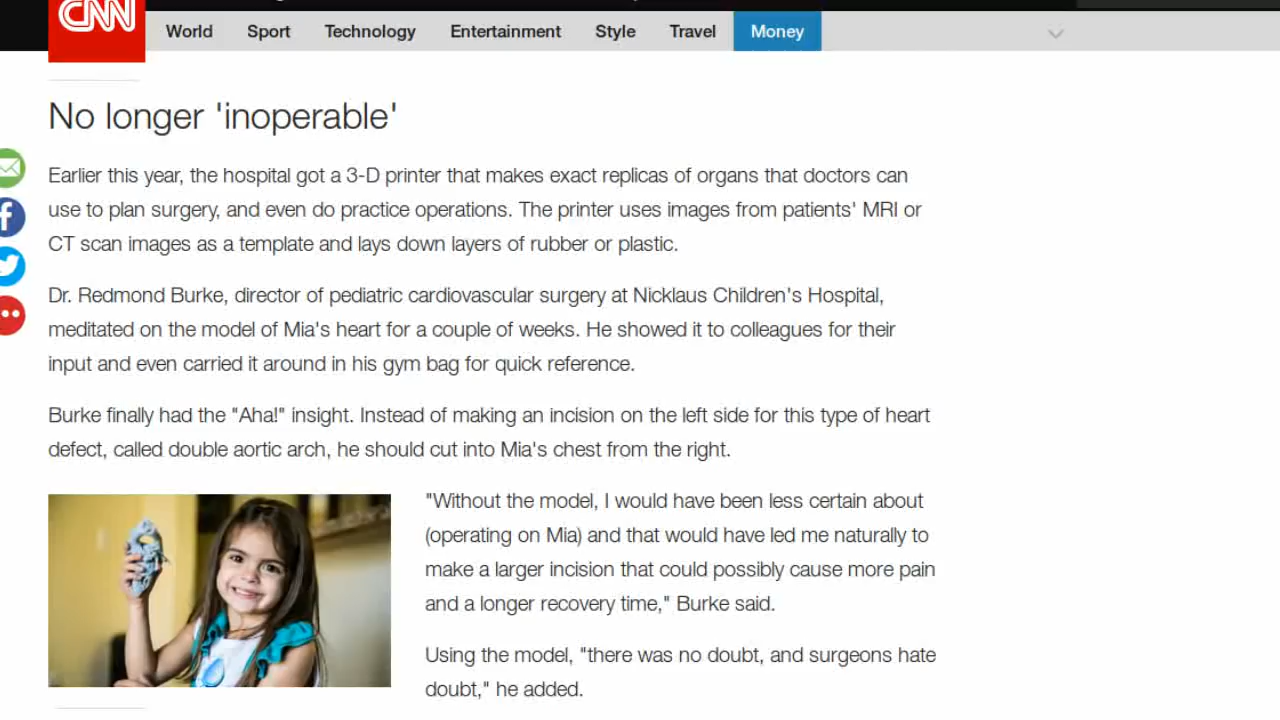 CNN
World Sport Technology Entertainment Style Travel Money
No longer 'inoperable'
Earlier this year, the hospital got a 3-D printer that makes exact replicas of organs that doctors can
use to plan surgery, and even do practice operations. The printer uses images from patients' MRI or
CT scan images as a template and lays down layers of rubber or plastic.
Dr. Redmond Burke, director of pediatric cardiovascular surgery at Nicklaus Children's Hospital,
meditated on the model of Mia's heart for a couple of weeks. He showed it to colleagues for their
input and even carried it around in his gym bag for quick reference.
Burke finally had the "Aha!" insight. Instead of making an incision on the left side for this type of heart
defect, called double aortic arch, he should cut into Mia's chest from the right.
"Without the model, I would have been less certain about
(operating on Mia) and that would have led me naturally to
make a larger incision that could possibly cause more pain
and a longer recovery time," Burke said.
Using the model, "there was no doubt, and surgeons hate
doubt," he added.